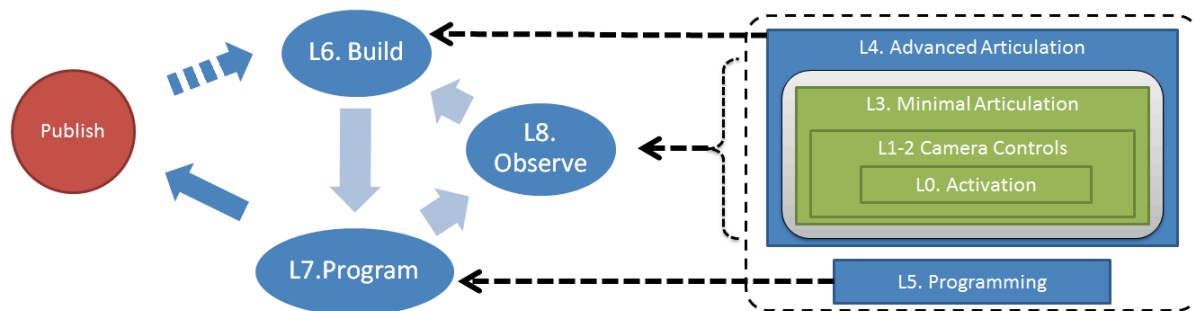 L6. Build
L4. Advanced Articulation
Publish
L3. Minimal Articulation
L8.
Observe
L1-2 Camera Controls
L0. Activation
L7.Program
L5. Programming